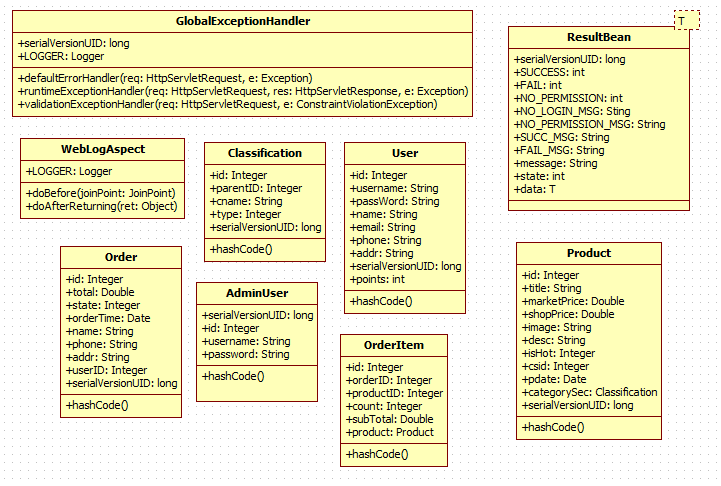 GlobalExceptionHandler
+serialVersionUID: long
+LOGGER: Logger
+defaultErrorHandler(req: HttpServletRequest, e: Exception)
+runtimeExceptionHandler(req: HttpServletRequest, res: HttpServletResponse, e: Exception)
+validationExceptionHandler(req: HttpServletRequest, e: ConstraintViolationException)
T
ResultBean
+serialVersionUID: long
+SUCCESS: int
+FAIL: int
+NO_PERMISSION: int
+NO_LOGIN_MSG: Sting
+NO_PERMISSION_MSG: String
+SUCC_MSG: String
+FAIL_MSG: String
+message: String
+state: int
+data: T
WebLogAspect
+LOGGER: Logger
+doBefore(joinPoint: JoinPoint)
+doAfterReturning(ret: Object)
Classification
+id: Integer
+parentID: Integer
+cname: String
+type: Integer
+serialVersionUID: long
+hashCode()
User
+id: Integer
+username: String
+passWord: String
+name: String
+email: String
+phone: String
+addr: String
+serialVersionUID: long
+points: int
+hashCode()
Order
+id: Integer
+total: Double
+state: Integer
+orderTime: Date
+name: String
+phone: String
+addr: String
+userID: Integer
+serialVersionUID: long
+hashCode()
AdminUser
+serialVersionUID: long
+id: Integer
+username: String
+password: String
+hashCode()
OrderItem
+id: Integer
+orderID: Integer
+productID: Integer
+count: Integer
+subTotal: Double
+product: Product
+hashCode()
Product
+id: Integer
+title: String
+marketPrice: Double
+shopPrice: Double
+image: String
+desc: String
+isHot: Integer
+csid: Integer
+pdate: Date
+categorySec: Classification
+serialVersionUID: long
+hashCode()